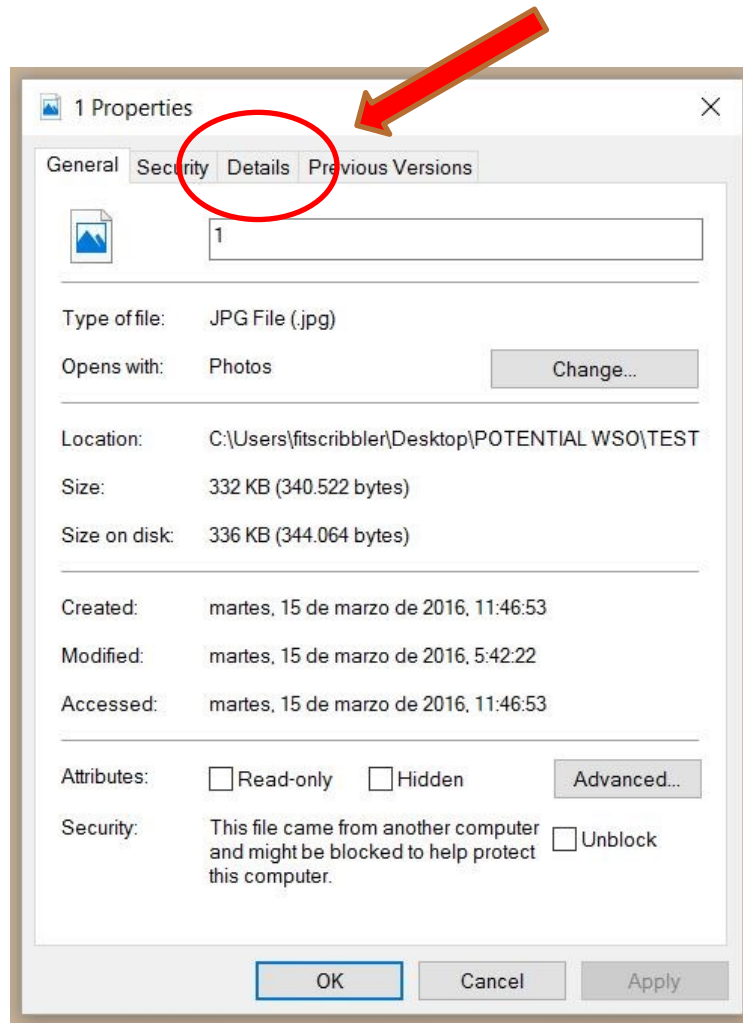 1 Properties
General Security Details Previous Versions
1
Type of file: JPG File (.jpg)
Opens with: Photos Change...
Location: C:\Users\fitscribbler\Desktop\POTENTIAL WSO\TEST
Size: 332 KB (340.522 bytes)
Size on disk: 336 KB (344.064 bytes)
Created: martes, 15 de marzo de 2016, 11:46:53
Modified: martes, 15 de marzo de 2016, 5:42:22
Accessed: martes, 15 de marzo de 2016, 11:46:53
Attributes: Read-only Hidden Advanced...
Security: This file came from another computer
and might be blocked to help protect
this computer.
Unblock
OK Cancel Apply